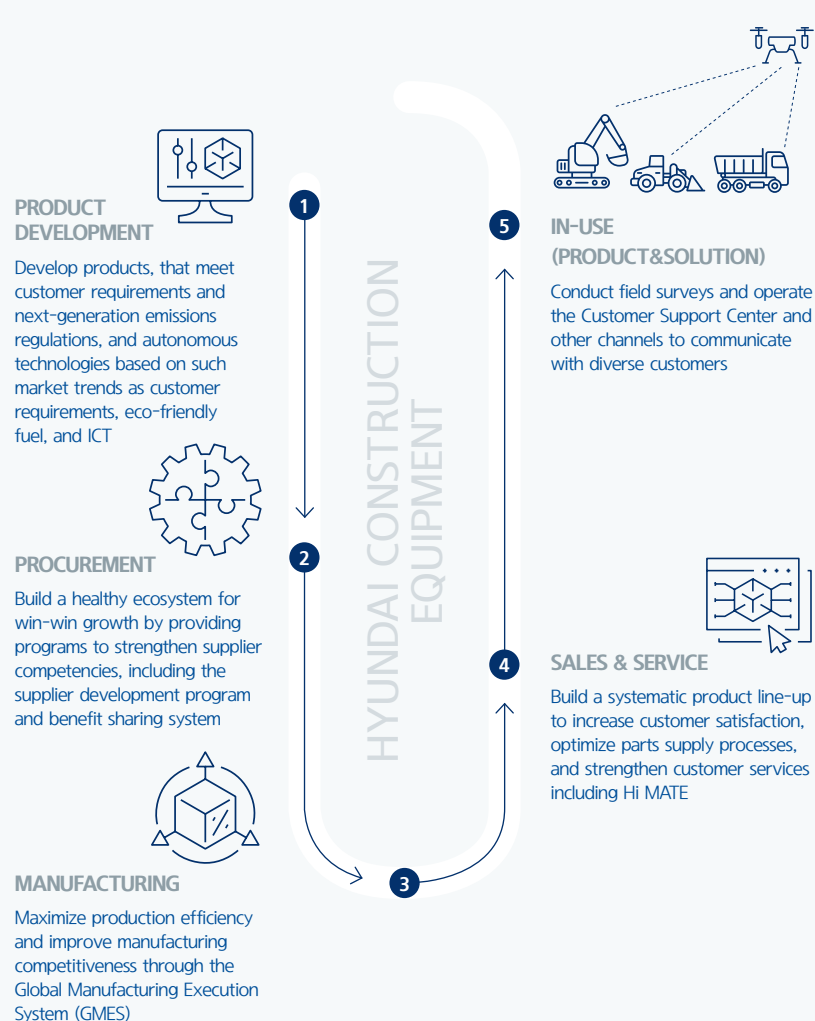 PRODUCT
DEVELOPMENT
Develop products, that meet
customer requirements and
next-generation emissions
regulations, and autonomous
technologies based on such
market trends as customer
requirements, eco-friendly
fuel, and ICT
1
PROCUREMENT
Build a healthy ecosystem for
win-win growth by providing
programs to strengthen supplier
competencies, including the
supplier development program
and benefit sharing system
2
MANUFACTURING
Maximize production efficiency
and improve manufacturing
competitiveness through the
Global Manufacturing Execution
System (GMES)
3
HYUNDAI CONSTRUCTION
EQUIPMENT
4
SALES & SERVICE
Build a systematic product line-up
to increase customer satisfaction,
optimize parts supply processes,
and strengthen customer services
including Hi MATE
5
IN-USE
(PRODUCT&SOLUTION)
Conduct field surveys and operate
the Customer Support Center and
other channels to communicate
with diverse customers